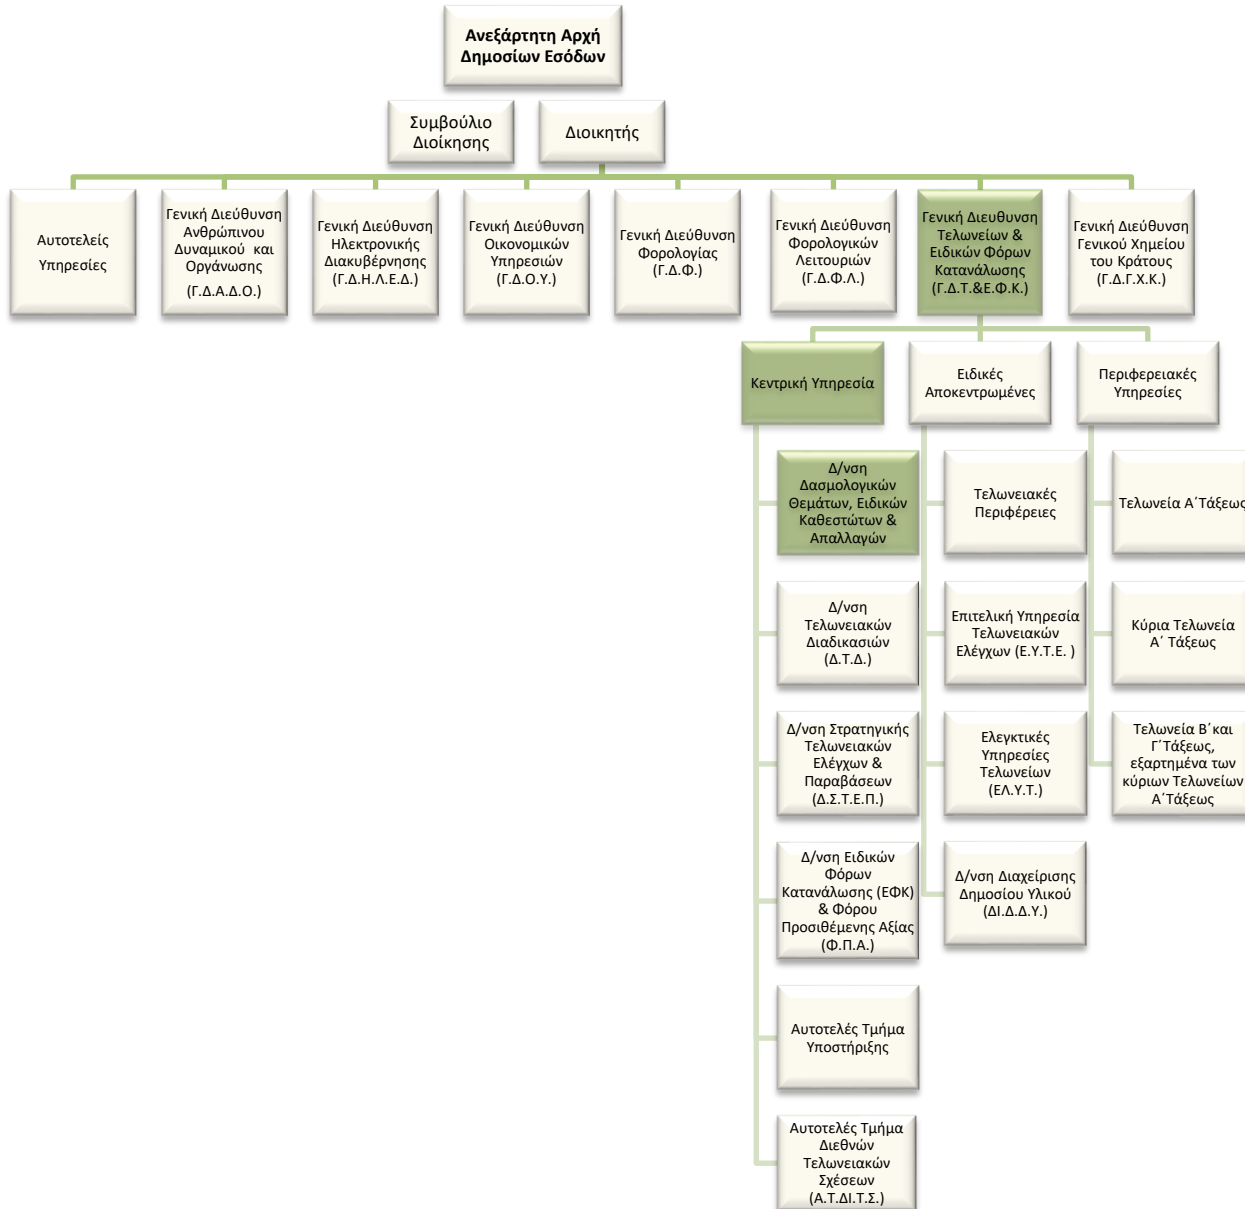 Ανεξάρτητη Αρχή
Δημοσίων Εσόδων
Συμβούλιο
Διοίκησης
Διοικητής
Αυτοτελείς
Υπηρεσίες
Γενική Διεύθυνση
Ανθρώπινου
Δυναμικού και
Οργάνωσης
(Γ.Δ.Α.Δ.Ο.)
Γενική Διεύθυνση
Ηλεκτρονικής
Διακυβέρνησης
(Γ.Δ.Η.Λ.Ε.Δ.)
Γενική Διεύθυνση
Οικονομικών
Υπηρεσιών
(Γ.Δ.Ο.Υ.)
Γενική Διεύθυνση
Φορολογίας
(Γ.Δ.Φ.)
Γενική Διεύθυνση
Φορολογικών
Λειτουριών
(Γ.Δ.Φ.Λ.)
Γενική Διευθυνση
Τελωνείων &
Ειδικών Φόρων
Κατανάλωσης
(Γ.Δ.Τ.&Ε.Φ.Κ.)
Γενική Διεύθυνση
Γενικού Χημείου
του Κράτους
(Γ.Δ.Γ.Χ.Κ.)
Κεντρική Υπηρεσία
Ειδικές
Αποκεντρωμένες
Περιφερειακές
Υπηρεσίες
Δ/νση
Δασμολογικών
Θεμάτων, Ειδικών
Καθεστώτων &
Απαλλαγών
Τελωνειακές
Περιφέρειες
Τελωνεία Α΄Τάξεως
Δ/νση
Τελωνειακών
Διαδικασιών
(Δ.Τ.Δ.)
Επιτελική Υπηρεσία
Τελωνειακών
Ελέγχων (Ε.Υ.Τ.Ε. )
Κύρια Τελωνεία
Α΄ Τάξεως
Δ/νση Στρατηγικής
Τελωνειακών
Ελέγχων &
Παραβάσεων
(Δ.Σ.Τ.Ε.Π.)
Ελεγκτικές
Υπηρεσίες
Τελωνείων
(ΕΛ.Υ.Τ.)
Τελωνεία Β΄και
Γ΄Τάξεως,
εξαρτημένα των
κύριων Τελωνείων
Α΄Τάξεως
Δ/νση Ειδικών
Φόρων
Κατανάλωσης (ΕΦΚ)
& Φόρου
Προσιθέμενης Αξίας
(Φ.Π.Α.)
Δ/νση Διαχείρισης
Δημοσίου Υλικού
(ΔΙ.Δ.Δ.Υ.)
Αυτοτελές Τμήμα
Υποστήριξης
Αυτοτελές Τμήμα
Διεθνών
Τελωνειακών
Σχέσεων
(Α.Τ.ΔΙ.Τ.Σ.)